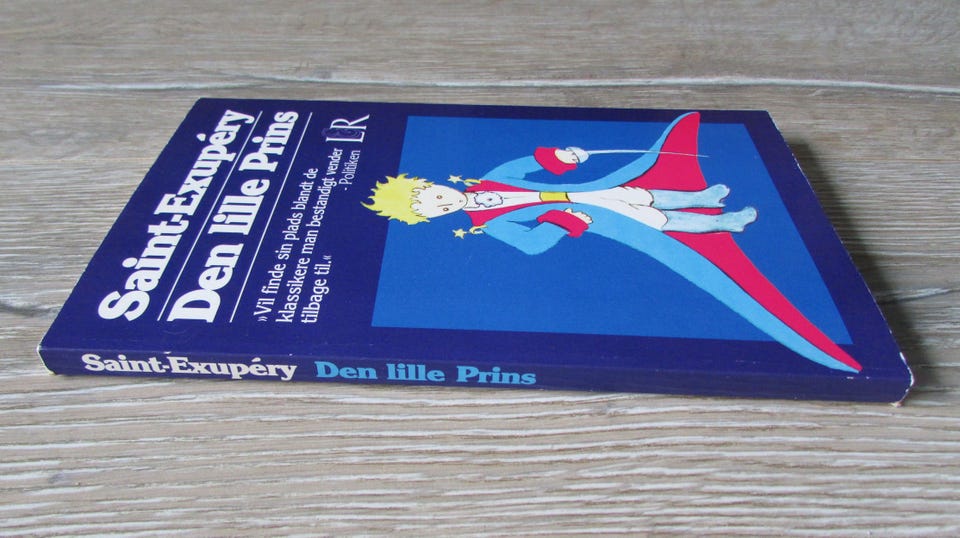 Saint-Exupéry
Den lille Prins
»Vil finde sin plads blandt de
klassikere man bestandigt vender
tilbage til.«
- Politiken
L&R
Saint-Exupéry Den lille Prins